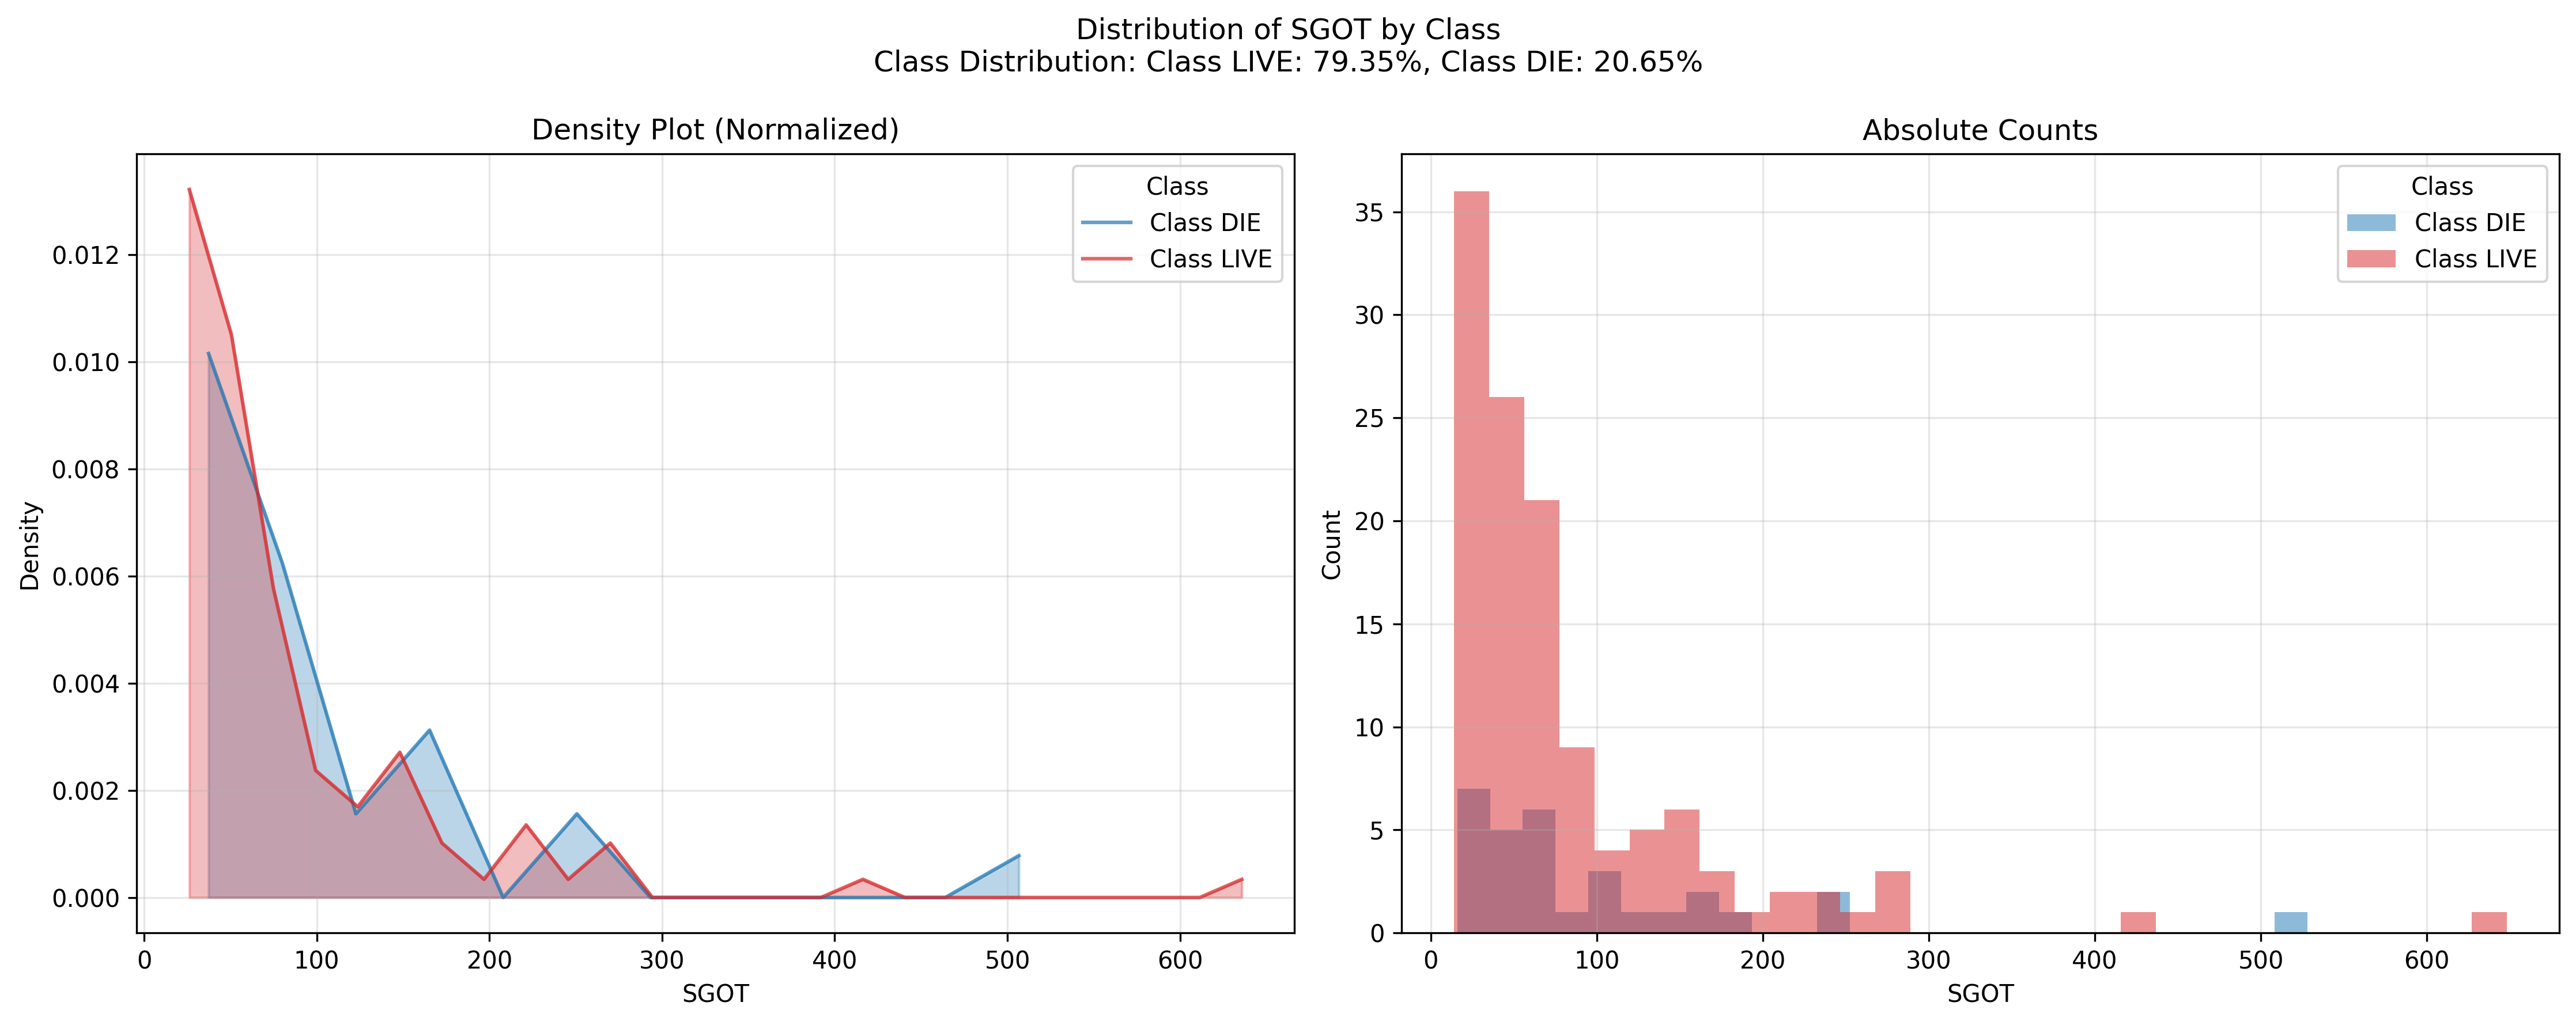 Distribution of SGOT by Class
Class Distribution: Class LIVE: 79.35%, Class DIE: 20.65%
Density Plot (Normalized)
Density
0.012
0.010
0.008
0.006
0.004
0.002
0.000
0 100 200 300 400 500 600
SGOT
Class
Class DIE
Class LIVE
Absolute Counts
Count
35
30
25
20
15
10
5
0
0 100 200 300 400 500 600
SGOT
Class
Class DIE
Class LIVE